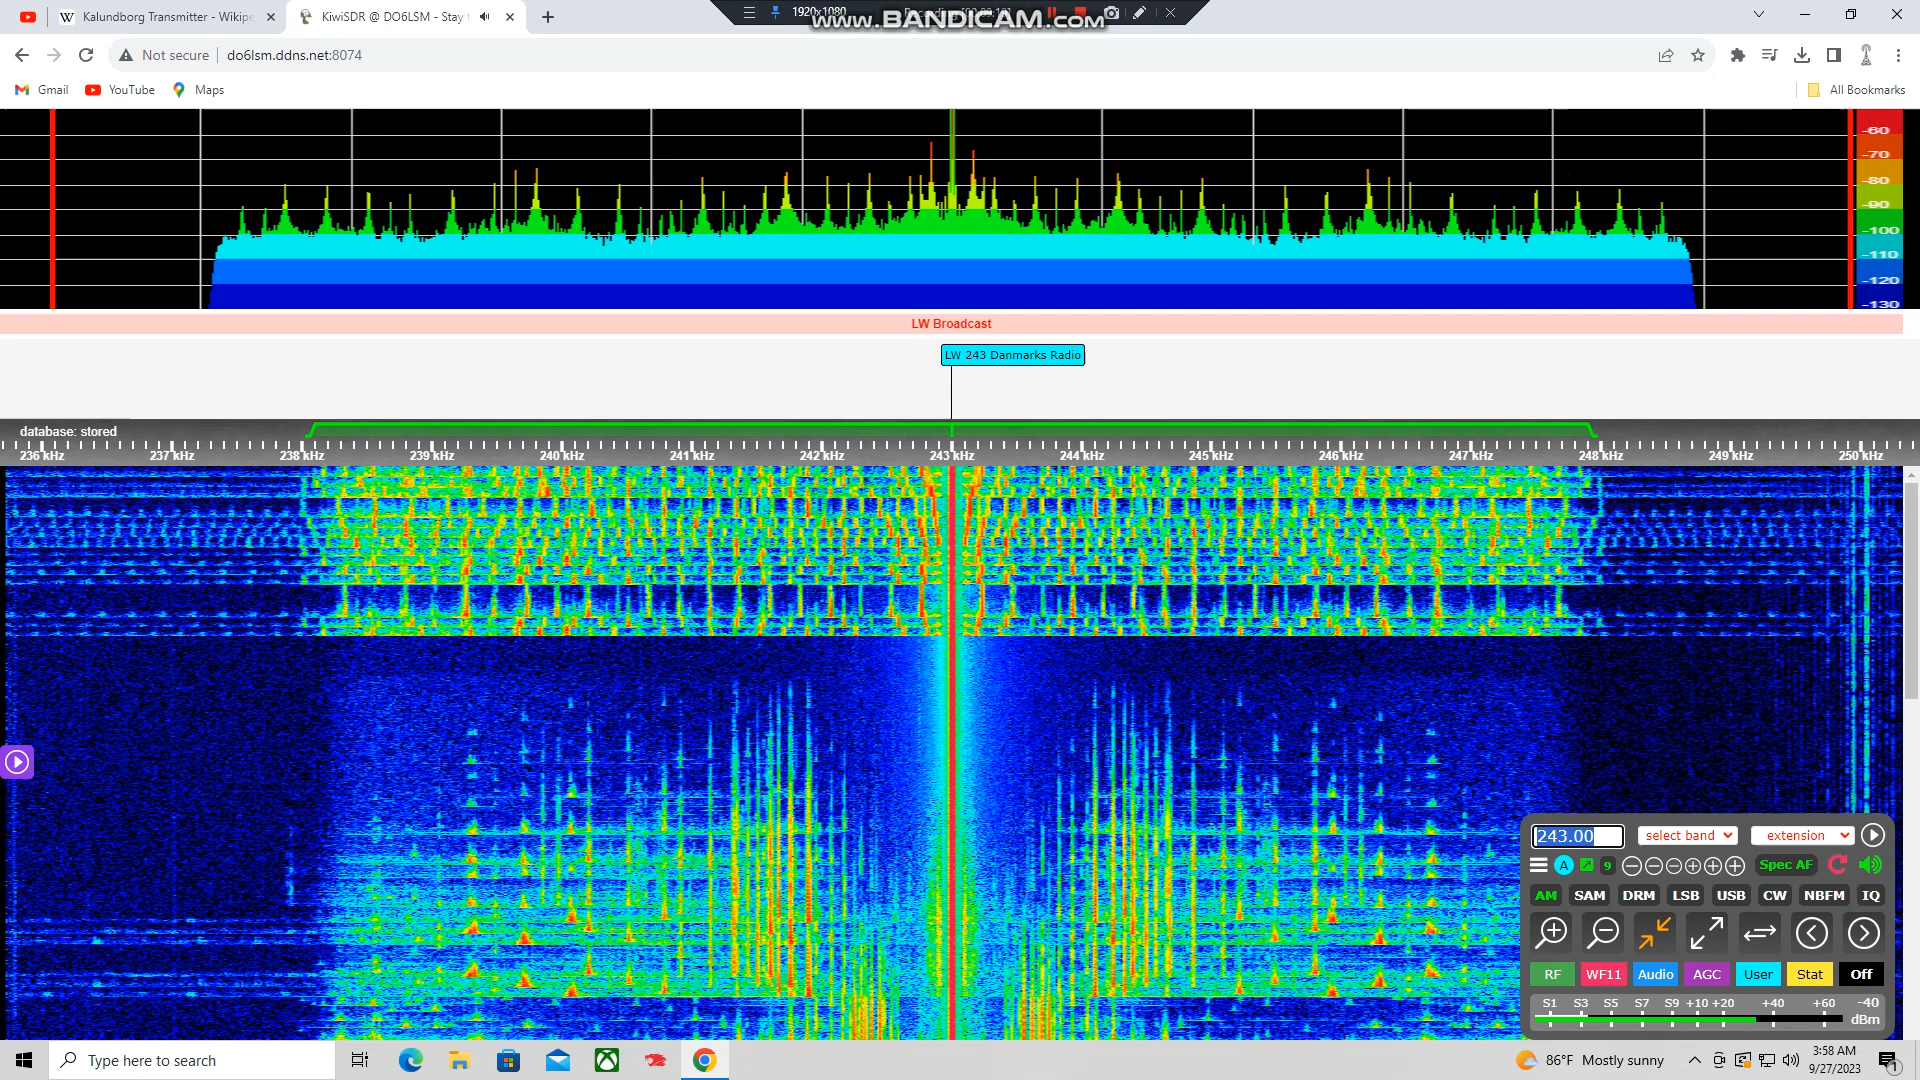 Kalundborg Transmitter - Wikipe
KiwiSDR @ DO6LSM - Stay t
1920x1080
www.BANDICAM.com
Not secure
do6lsm.ddns.net:8074
Gmail
YouTube
Maps
All Bookmarks
-60
-70
-80
-90
-100
-110
-120
-130
LW Broadcast
LW 243 Danmarks Radio
database: stored
236 kHz 237 kHz 238 kHz 239 kHz 240 kHz 241 kHz 242 kHz 243 kHz 244 kHz 245 kHz 246 kHz 247 kHz 248 kHz 249 kHz 250 kHz
243.00 select band extension
A 9 Spec AF
AM SAM DRM LSB USB CW NBFM IQ
RF WF11 Audio AGC User Stat Off
S1 S3 S5 S7 S9 +10 +20 +40 +60 -40
dBm
Type here to search
86°F Mostly sunny
3:58 AM
9/27/2023
1